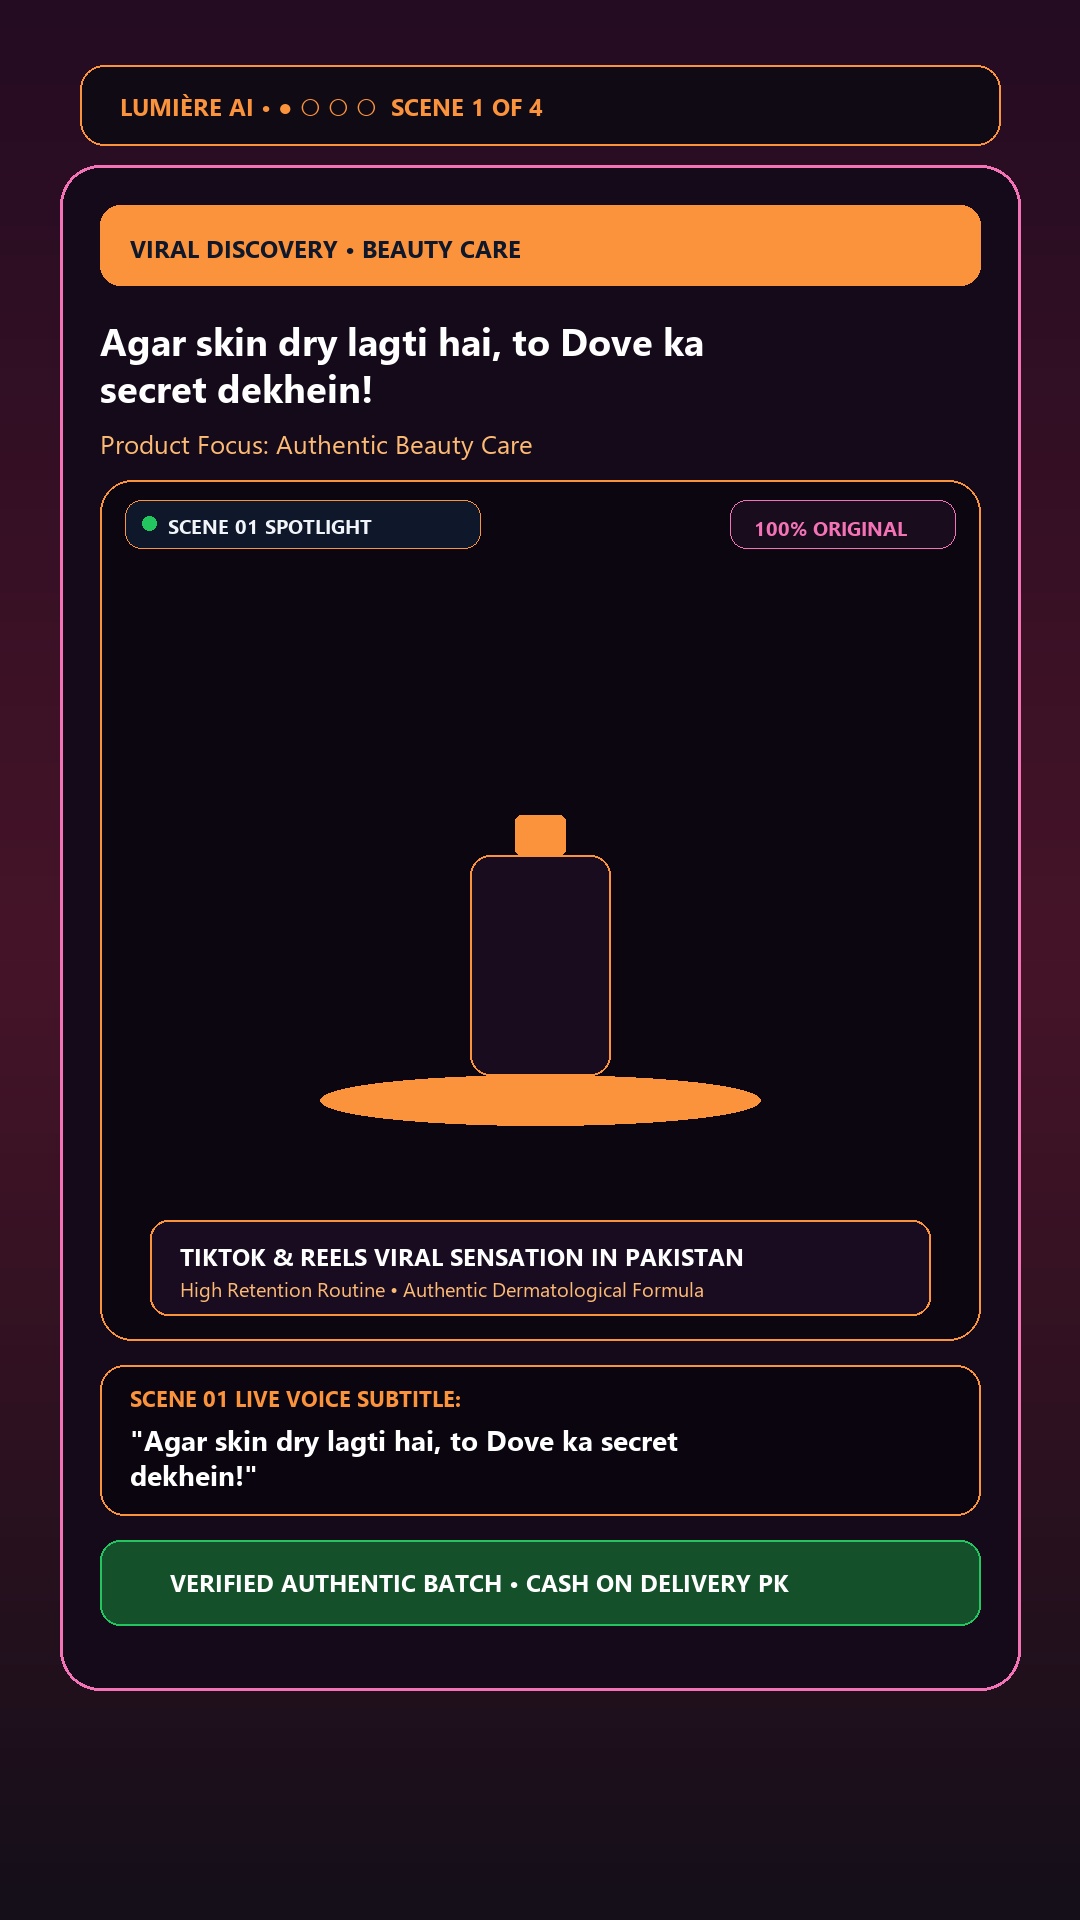 LUMIÈRE AI • ● ○ ○ ○ SCENE 1 OF 4
VIRAL DISCOVERY • BEAUTY CARE
Agar skin dry lagti hai, to Dove ka
secret dekhein!
Product Focus: Authentic Beauty Care
SCENE 01 SPOTLIGHT
100% ORIGINAL
TIKTOK & REELS VIRAL SENSATION IN PAKISTAN
High Retention Routine • Authentic Dermatological Formula
SCENE 01 LIVE VOICE SUBTITLE:
"Agar skin dry lagti hai, to Dove ka secret
dekhein!"
VERIFIED AUTHENTIC BATCH • CASH ON DELIVERY PK